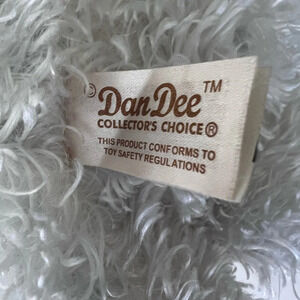 Dan Dee™
COLLECTOR'S CHOICE®
THIS PRODUCT CONFORMS TO
TOY SAFETY REGULATIONS